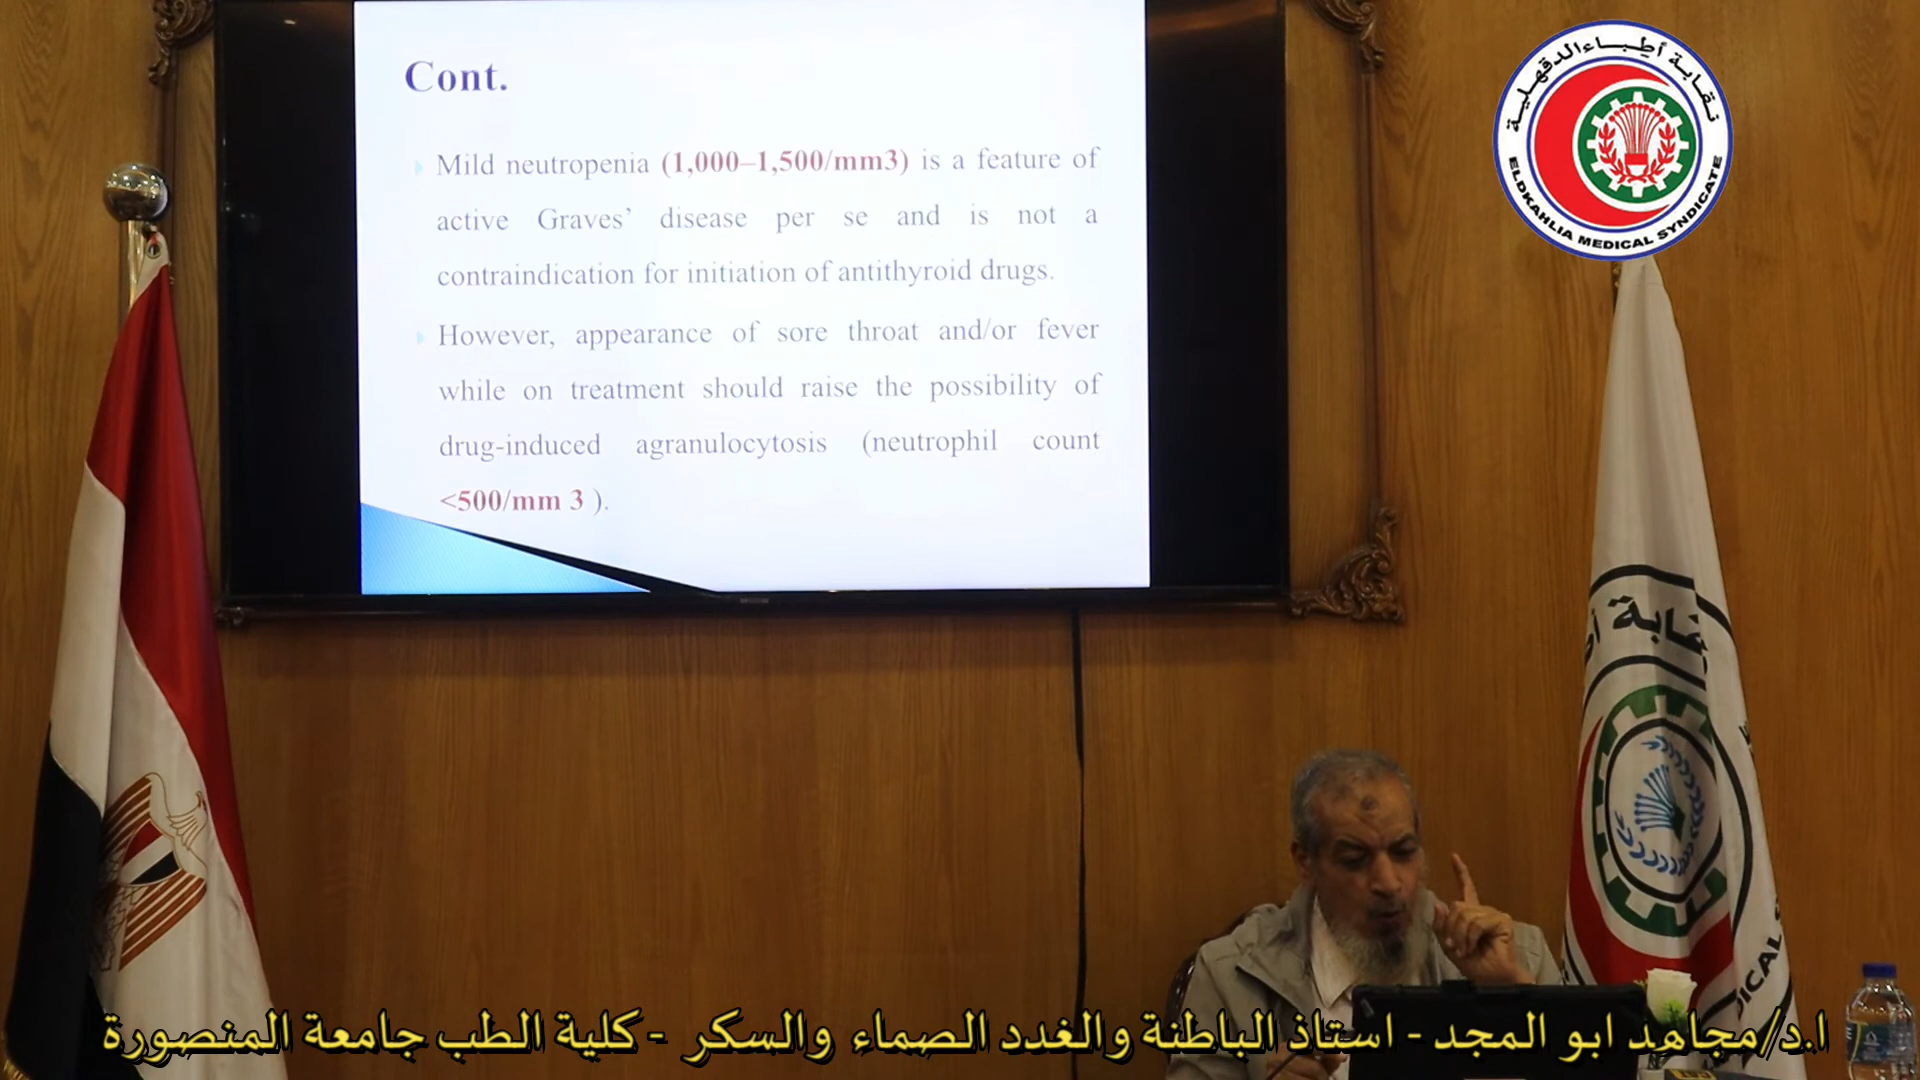 Cont.
Mild neutropenia (1,000–1,500/mm3) is a feature of
active Graves’ disease per se and is not a
contraindication for initiation of antithyroid drugs.
However, appearance of sore throat and/or fever
while on treatment should raise the possibility of
drug-induced agranulocytosis (neutrophil count
<500/mm 3 ).
نقابة أطباء الدقهلية
ELDKAHLIA MEDICAL SYNDICATE
ا.د/مجاهد ابو المجد - استاذ الباطنة والغدد الصماء والسكر - كلية الطب جامعة المنصورة